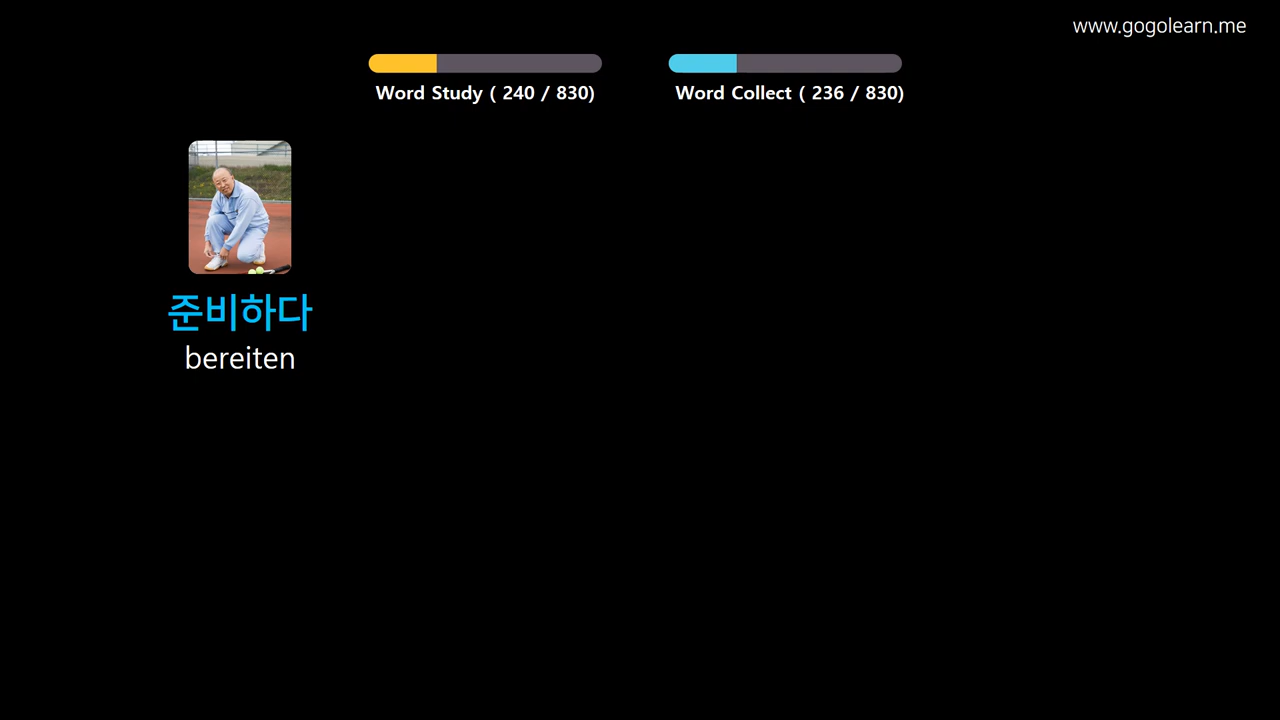 www.gogolearn.me
Word Study ( 240 / 830)
Word Collect ( 236 / 830)
준비하다
bereiten